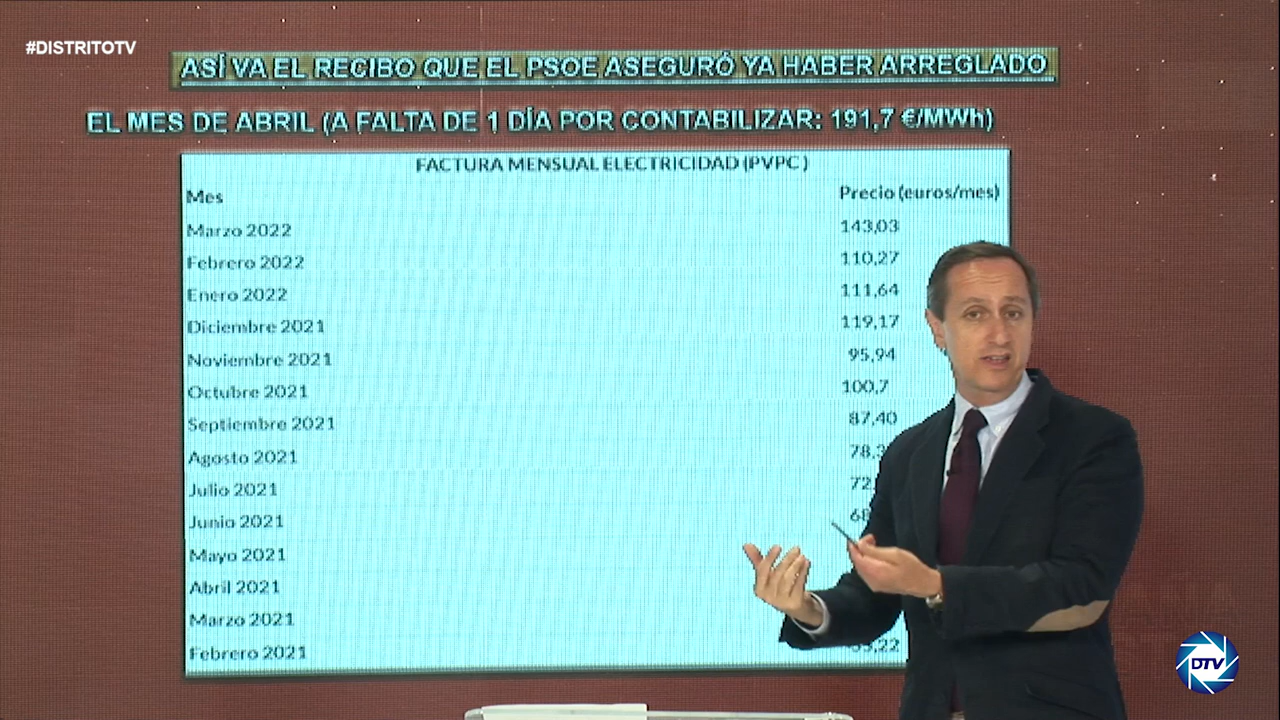 #DISTRITOTV
ASÍ VA EL RECIBO QUE EL PSOE ASEGURÓ YA HABER ARREGLADO
EL MES DE ABRIL (A FALTA DE 1 DÍA POR CONTABILIZAR: 191,7 €/MWh)
FACTURA MENSUAL ELECTRICIDAD (PVPC )
Mes Precio (euros/mes)
Marzo 2022 143,03
Febrero 2022 110,27
Enero 2022 111,64
Diciembre 2021 119,17
Noviembre 2021 95,94
Octubre 2021 100,7
Septiembre 2021 87,40
Agosto 2021
Julio 2021
Junio 2021
Mayo 2021
Abril 2021
Marzo 2021
Febrero 2021
DTV